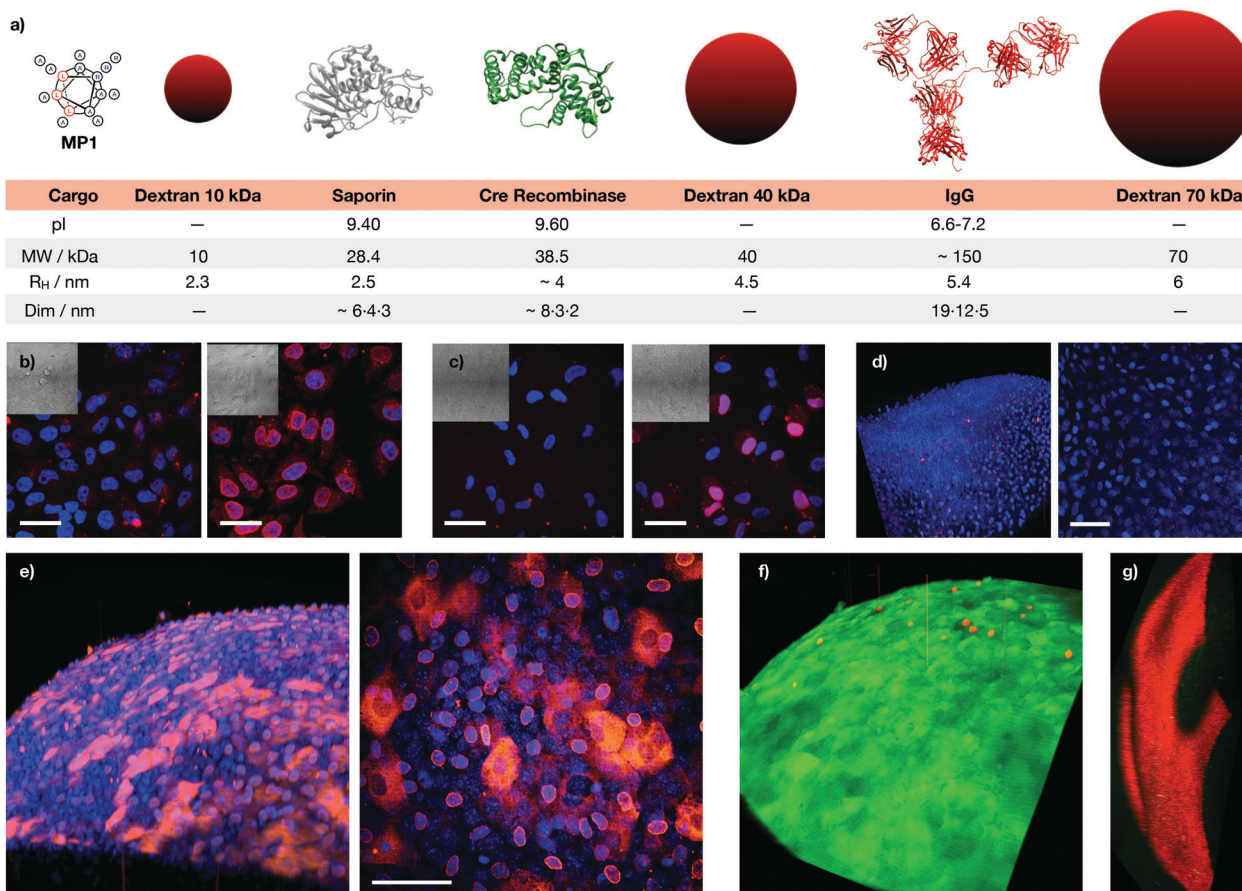 a)
A A A A R R L R A A L A L A A A A
MP1
Cargo Dextran 10 kDa Saporin Cre Recombinase Dextran 40 kDa IgG Dextran 70 kDa
pI — 9.40 9.60 — 6.6-7.2 —
MW / kDa 10 28.4 38.5 40 ~ 150 70
RH / nm 2.3 2.5 ~ 4 4.5 5.4 6
Dim / nm — ~ 6·4·3 ~ 8·3·2 — 19·12·5 —
b) c) d)
e) f) g)